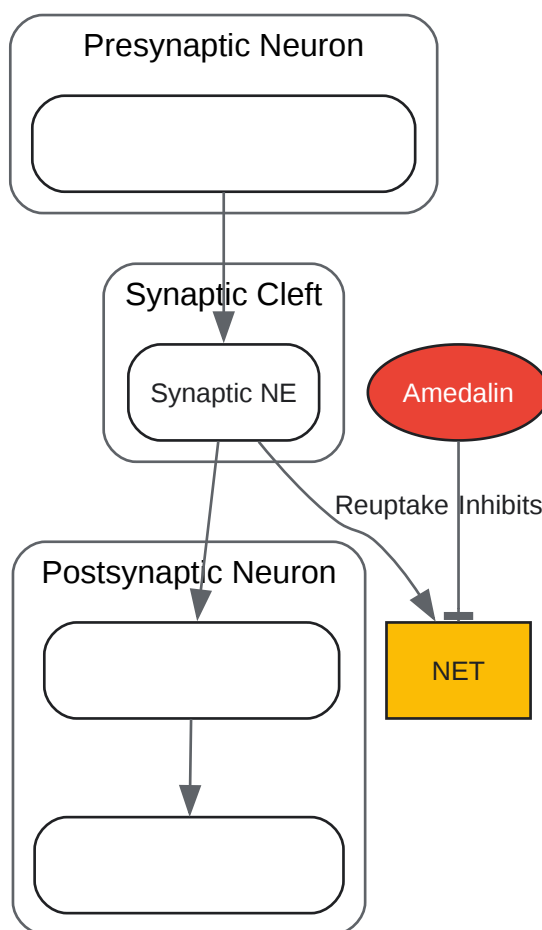 Presynaptic Neuron
Synaptic Cleft
Synaptic NE
Amedalin
Reuptake
Inhibits
Postsynaptic Neuron
NET